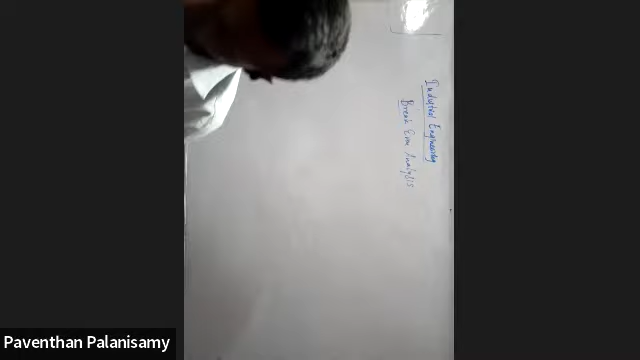 Industrial Engineering
Break Even Analysis
Paventhan Palanisamy